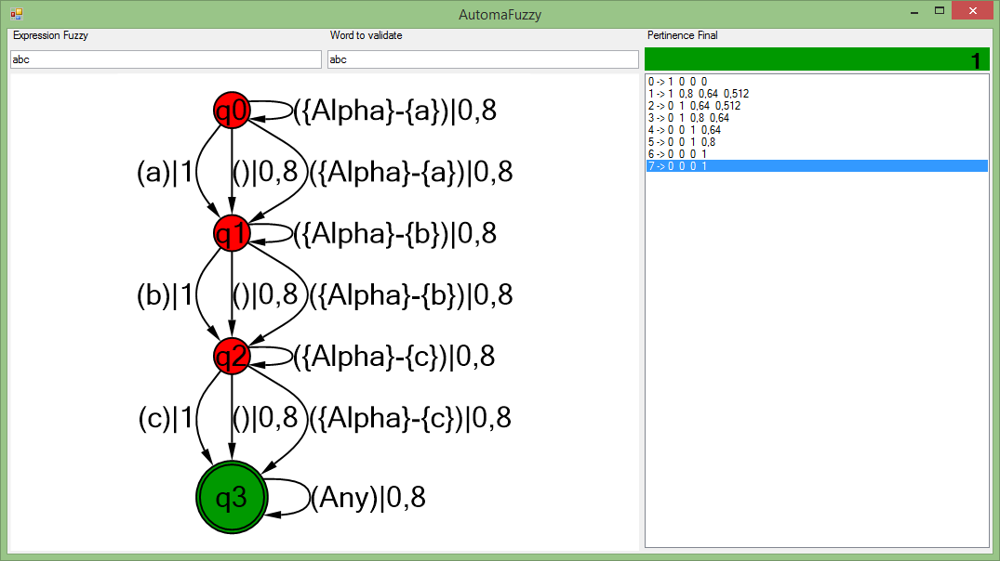 AutomaFuzzy
Expression Fuzzy
Word to validate
Pertinence Final
abc
abc
1
q0
({Alpha}-{a})|0,8
(a)|1
()|0,8
({Alpha}-{a})|0,8
q1
({Alpha}-{b})|0,8
(b)|1
()|0,8
({Alpha}-{b})|0,8
q2
({Alpha}-{c})|0,8
(c)|1
()|0,8
({Alpha}-{c})|0,8
q3
(Any)|0,8
0 -> 1 0 0 0
1 -> 1 0,8 0,64 0,512
2 -> 0 1 0,64 0,512
3 -> 0 1 0,8 0,64
4 -> 0 0 1 0,64
5 -> 0 0 1 0,8
6 -> 0 0 0 1
7 -> 0 0 0 1